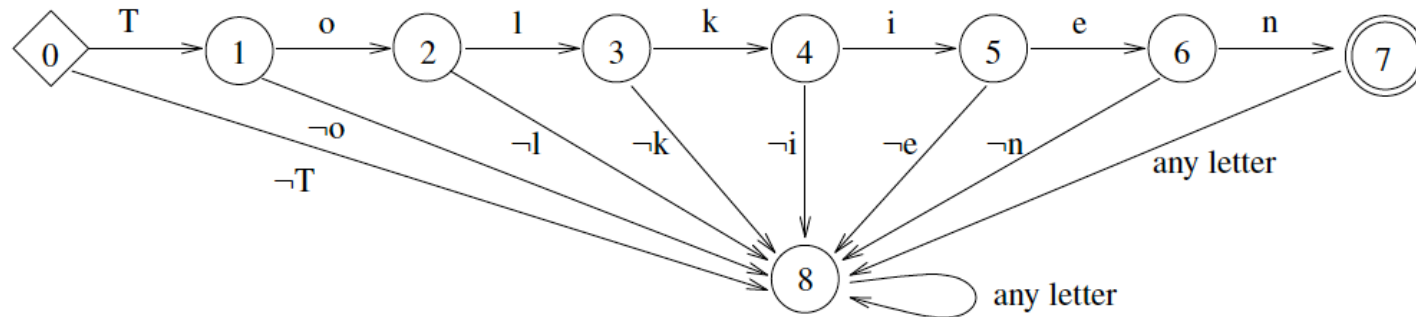 T o l k i e n
0 1 2 3 4 5 6 7
¬o ¬l ¬k ¬i ¬e ¬n
any letter
¬T
8
any letter